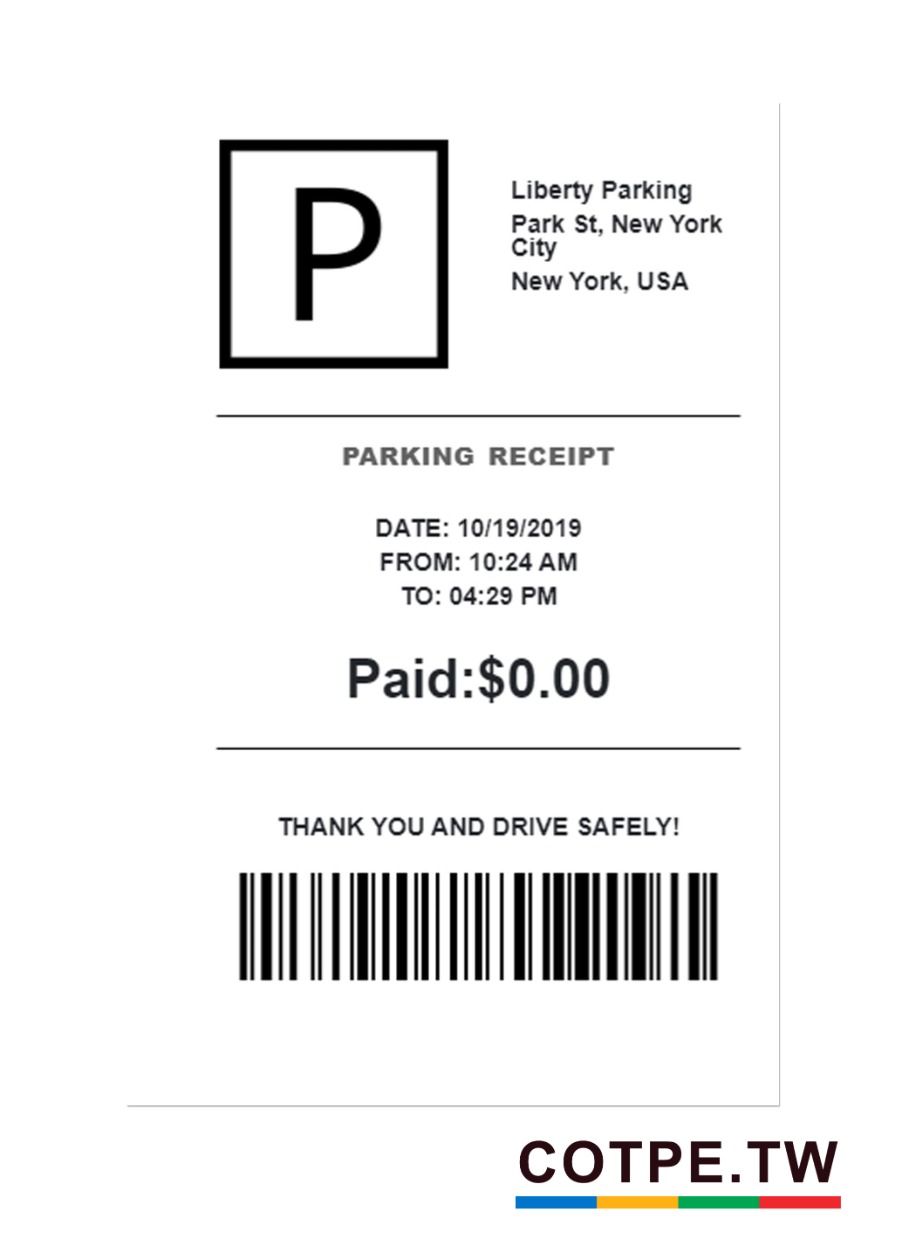 P
Liberty Parking
Park St, New York
City
New York, USA
PARKING RECEIPT
DATE: 10/19/2019
FROM: 10:24 AM
TO: 04:29 PM
Paid:$0.00
THANK YOU AND DRIVE SAFELY!
COTPE.TW